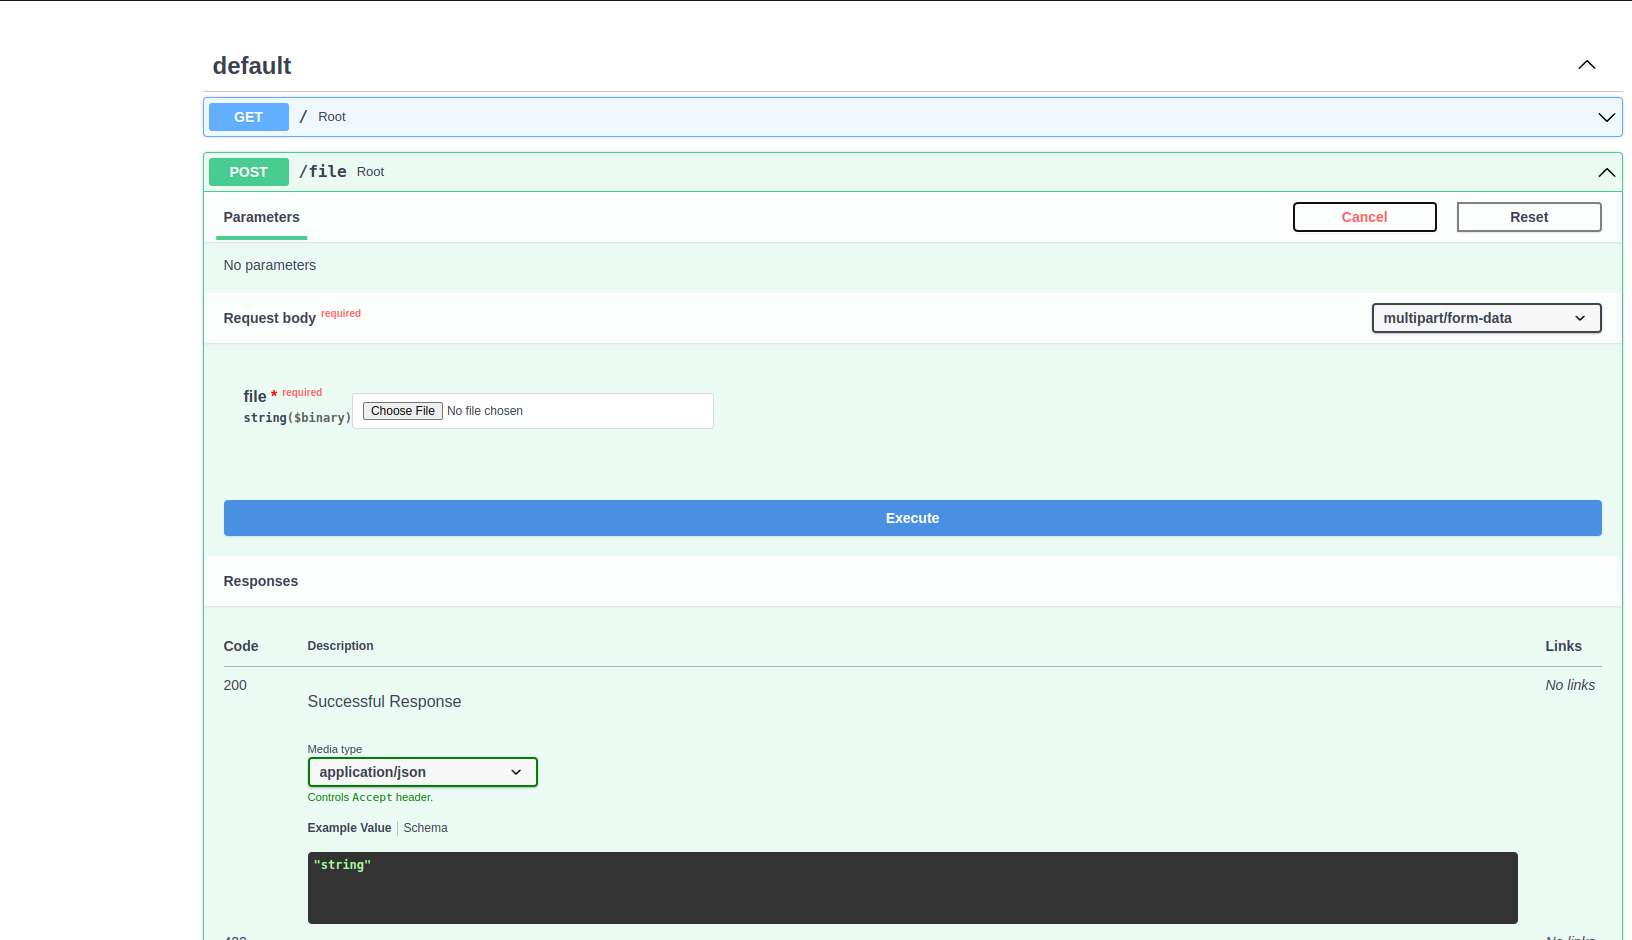 default
GET / Root
POST /file Root
Parameters
Cancel
Reset
No parameters
Request body required
multipart/form-data
file * required
string($binary)
Choose File No file chosen
Execute
Responses
Code Description Links
200 No links
Successful Response
Media type
application/json
Controls Accept header.
Example Value Schema
"string"